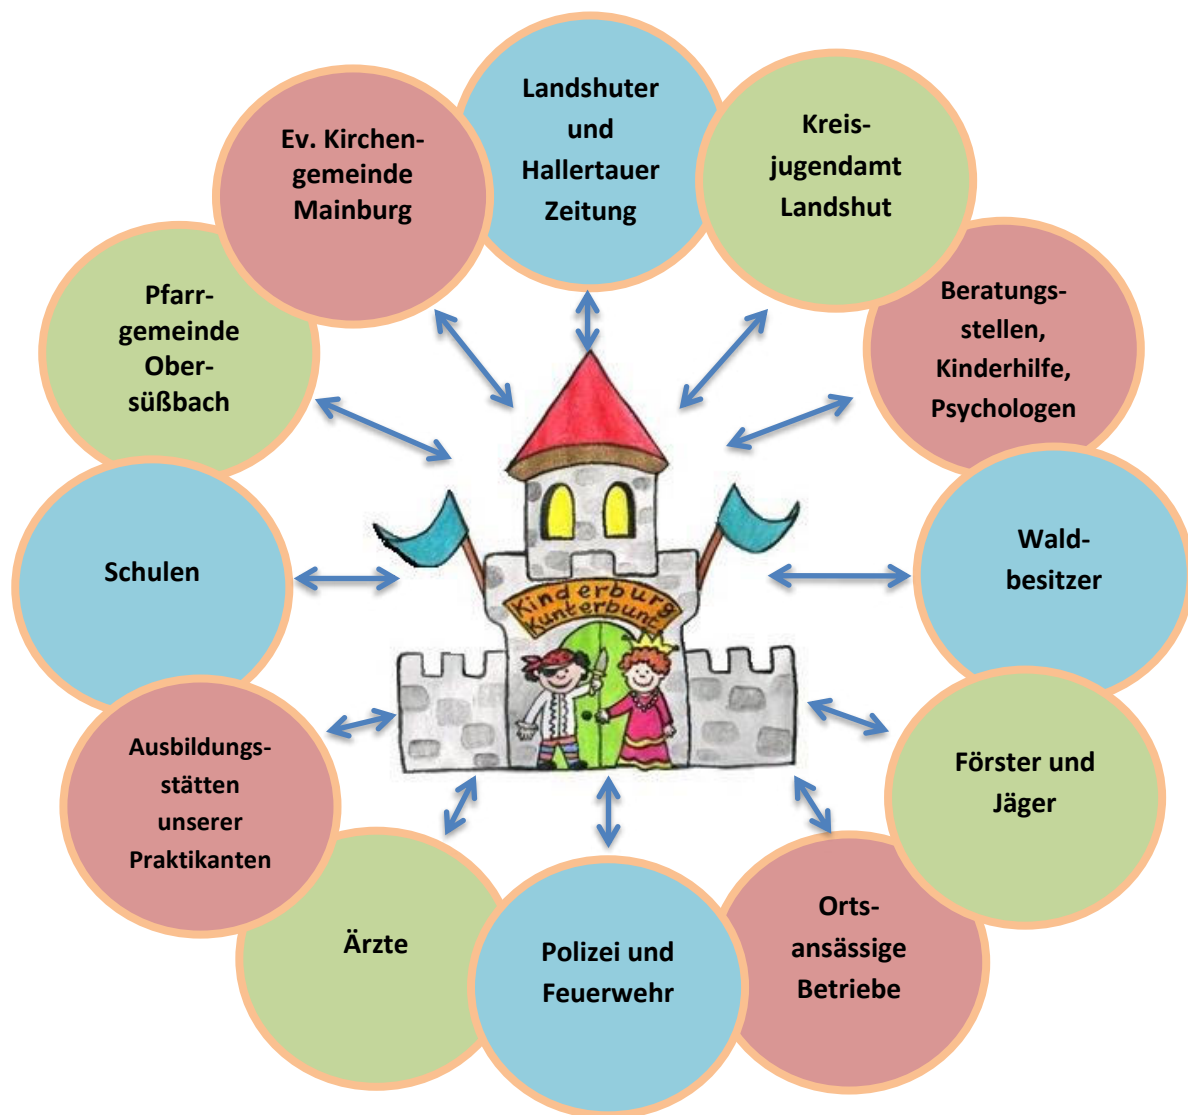 Landshuter
und
Hallertauer
Zeitung
Kreis-
jugendamt
Landshut
Beratungs-
stellen,
Kinderhilfe,
Psychologen
Wald-
besitzer
Förster und
Jäger
Orts-
ansässige
Betriebe
Polizei und
Feuerwehr
Ärzte
Ausbildungs-
stätten
unserer
Praktikanten
Schulen
Pfarr-
gemeinde
Ober-
süßbach
Ev. Kirchen-
gemeinde
Mainburg
Kinderburg
Kunterbunt